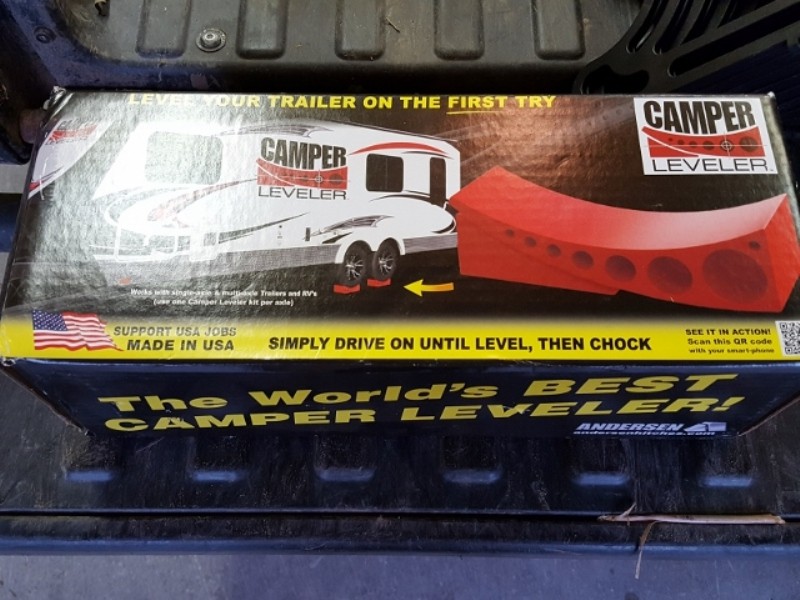 LEVEL YOUR TRAILER ON THE FIRST TRY
CAMPER
LEVELER
CAMPER
LEVELER
Works with single-axle & multi-axle Trailers and RV's
(use one Camper Leveler kit per axle)
SUPPORT USA JOBS
MADE IN USA
SIMPLY DRIVE ON UNTIL LEVEL, THEN CHOCK
SEE IT IN ACTION!
Scan this QR code
with your smart-phone
The World's BEST
CAMPER LEVELER!
ANDERSEN
andersenhitches.com